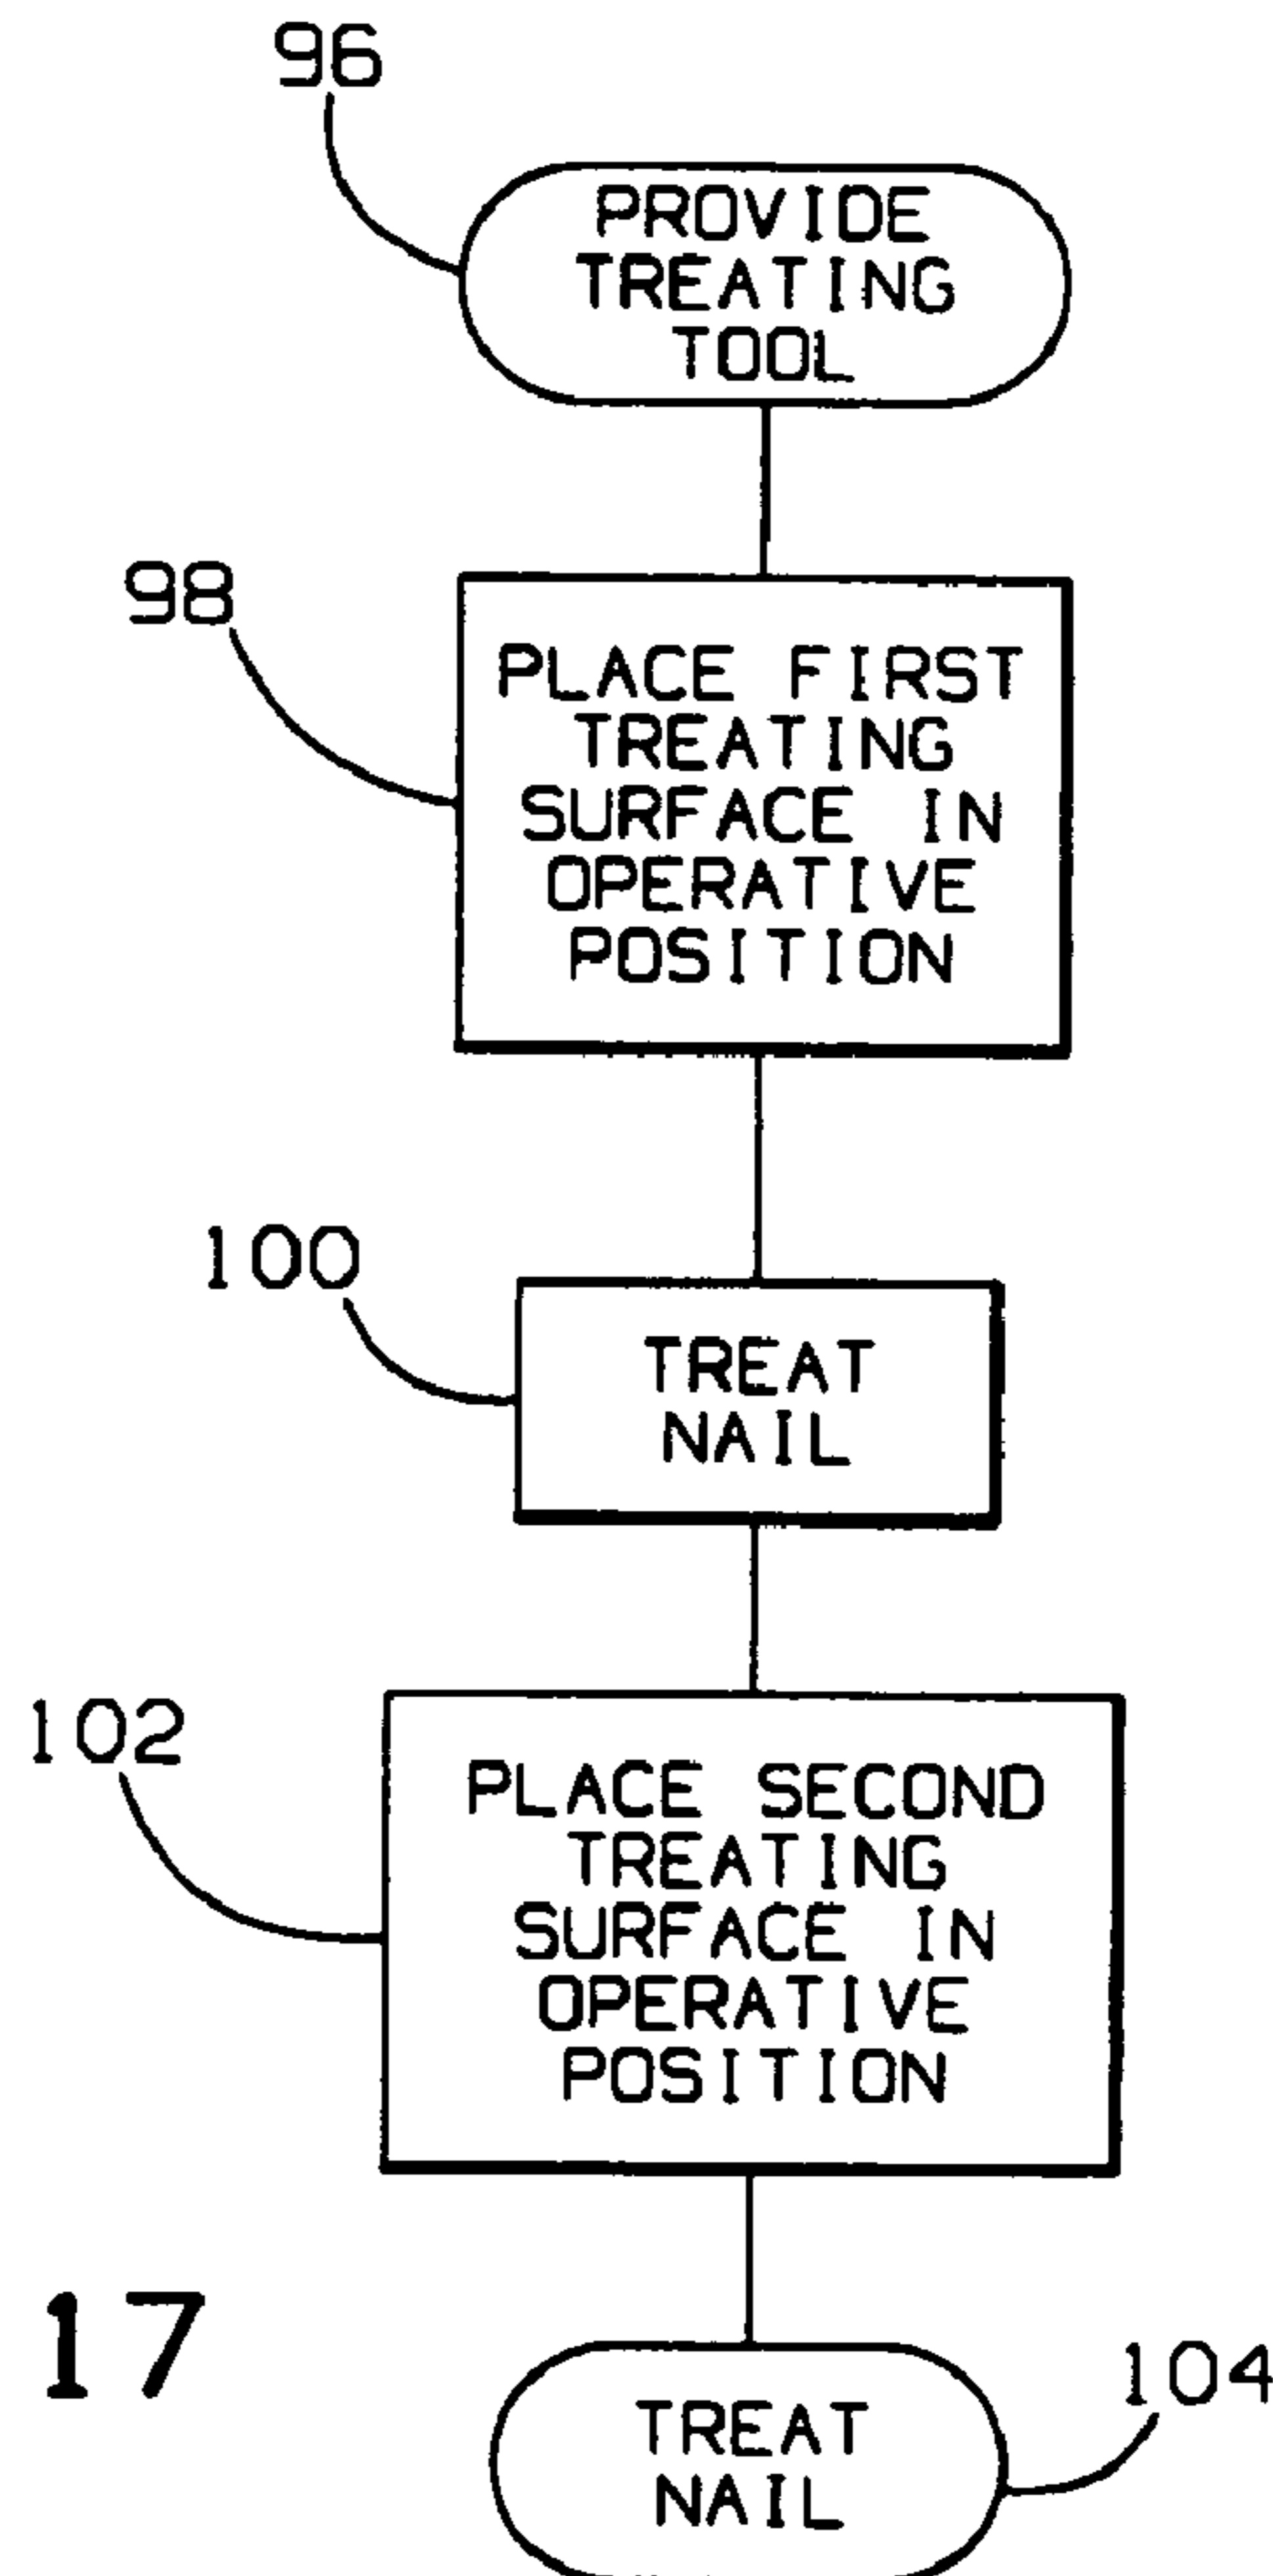 96
PROVIDE
TREATING
TOOL
98
PLACE FIRST
TREATING
SURFACE IN
OPERATIVE
POSITION
100
TREAT
NAIL
102
PLACE SECOND
TREATING
SURFACE IN
OPERATIVE
POSITION
17
104
TREAT
NAIL